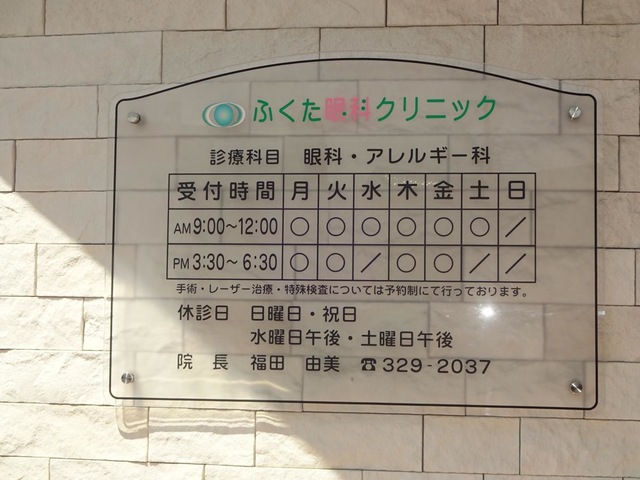 ふくた眼科クリニック
診療科目 眼科・アレルギー科
受付時間 月 火 水 木 金 土 日
AM 9:00～12:00 ○ ○ ○ ○ ○ ○ ／
PM 3:30～6:30 ○ ○ ／ ○ ○ ／ ／
手術・レーザー治療・特殊検査については予約制にて行っております。
休診日 日曜日・祝日
水曜日午後・土曜日午後
院長 福田 由美 ☎329-2037